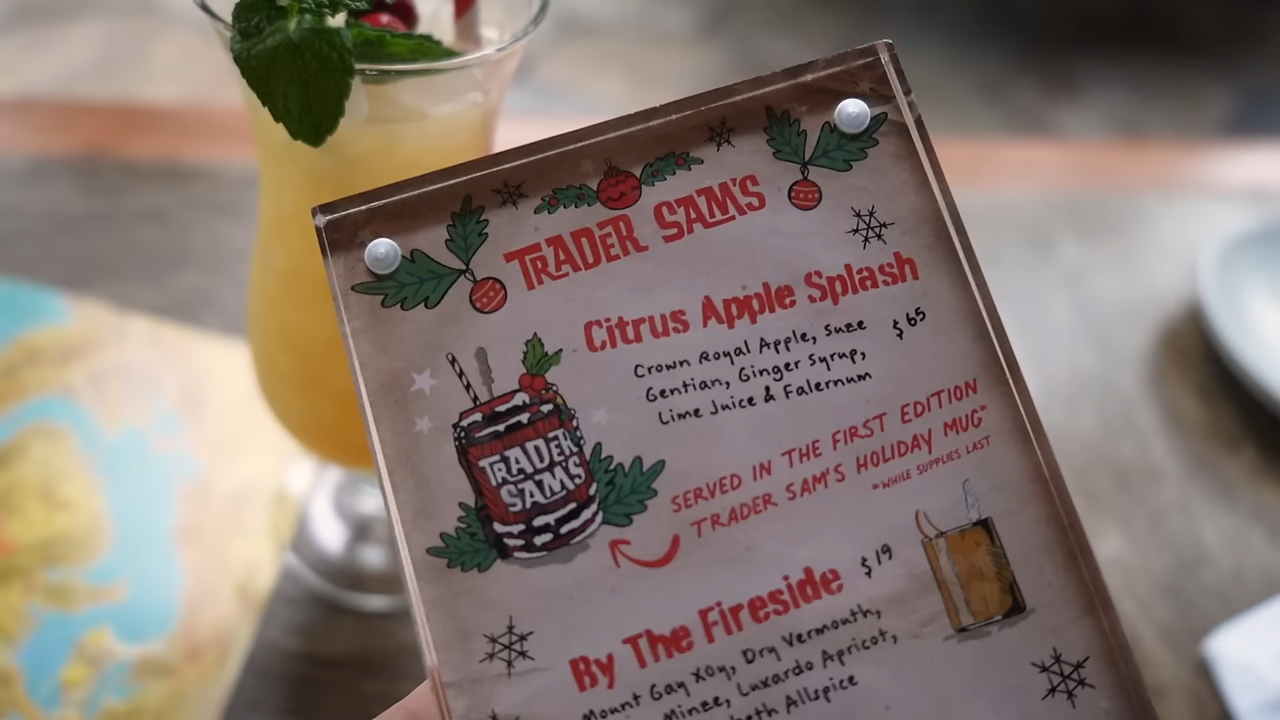 TRADER SAM'S
Citrus Apple Splash
Crown Royal Apple, Suze
Gentian, Ginger Syrup,
Lime Juice & Falernum
$65
TRADER
SAM'S
SERVED IN THE FIRST EDITION
TRADER SAM'S HOLIDAY MUG*
*WHILE SUPPLIES LAST
By The Fireside
$19
Mount Gay XO, Dry Vermouth,
Minze, Luxardo Apricot,
Allspice